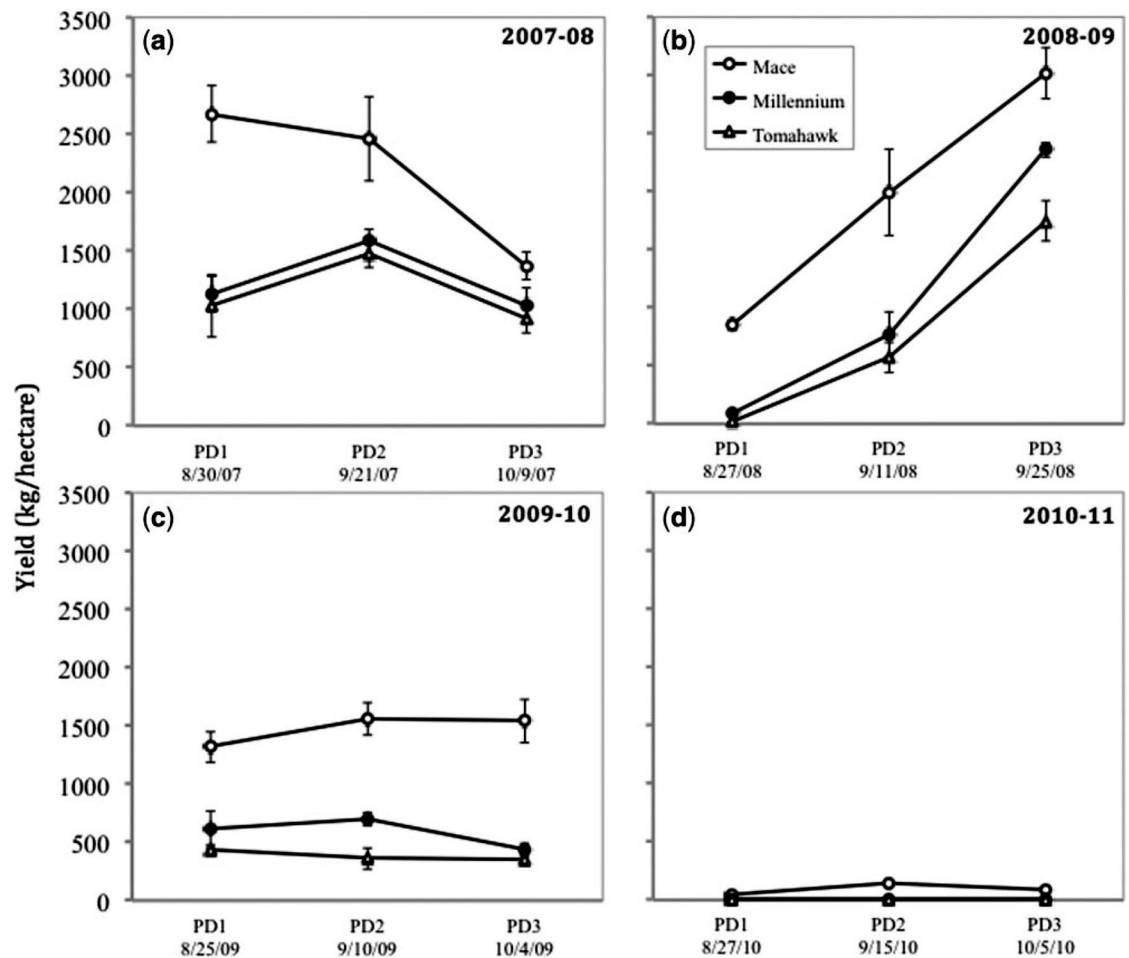 Yield (kg/hectare)
(a)
2007-08
3500
3000
2500
2000
1500
1000
500
0
PD1
8/30/07
PD2
9/21/07
PD3
10/9/07
(b)
2008-09
Mace
Millennium
Tomahawk
PD1
8/27/08
PD2
9/11/08
PD3
9/25/08
(c)
2009-10
3500
3000
2500
2000
1500
1000
500
0
PD1
8/25/09
PD2
9/10/09
PD3
10/4/09
(d)
2010-11
PD1
8/27/10
PD2
9/15/10
PD3
10/5/10